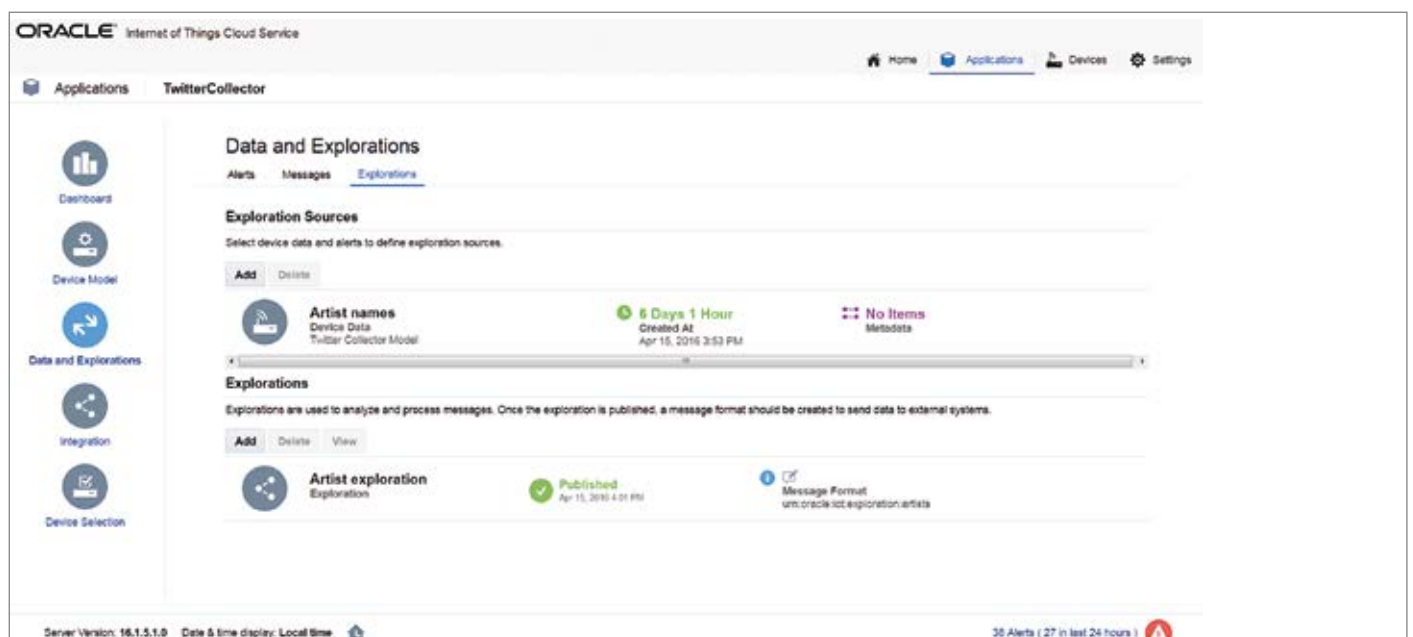 ORACLE Internet of Things Cloud Service
Home Applications Devices Settings
Applications TwitterCollector
Data and Explorations
Alerts Messages Explorations
Dashboard
Exploration Sources
Select device data and alerts to define exploration sources.
Add Delete
Device Model
Artist names
Device Data
Twitter Collector Model
6 Days 1 Hour
Created At
Apr 15, 2016 3:53 PM
No Items
Metadata
Data and Explorations
Explorations
Explorations are used to analyze and process messages. Once the exploration is published, a message format should be created to send data to external systems.
Add Delete View
Integration
Artist exploration
Exploration
Published
Apr 15, 2016 4:01 PM
Message Format
urn:oracle:iot:exploration:artists
Device Selection
Server Version: 16.1.5.1.0 Date & time display: Local time
38 Alerts ( 27 in last 24 hours )